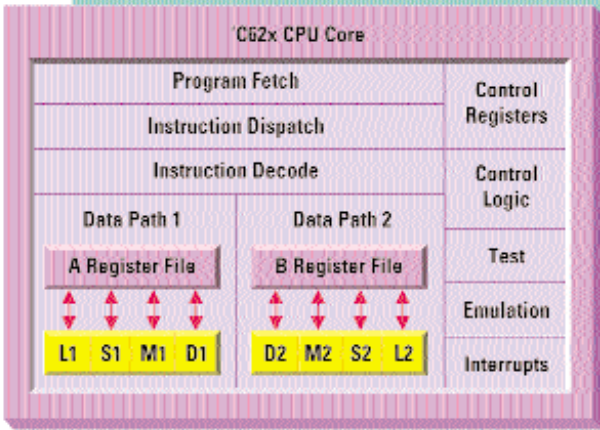 'C62x CPU Core
Program Fetch
Instruction Dispatch
Instruction Decode
Data Path 1
Data Path 2
A Register File
B Register File
L1 S1 M1 D1
D2 M2 S2 L2
Control
Registers
Control
Logic
Test
Emulation
Interrupts